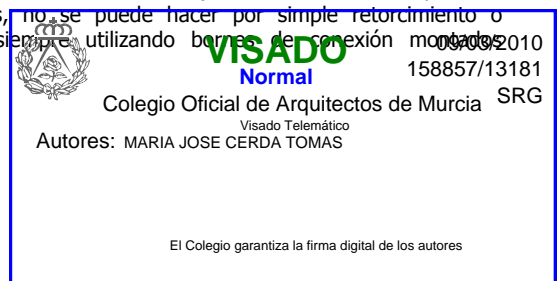 s, no se puede hacer por simple retorcimiento o
siempre utilizando bornes de conexión montados
VISADO
09/03/2010
Normal
158857/13181
Colegio Oficial de Arquitectos de Murcia
SRG
Visado Telemático
Autores: MARIA JOSE CERDA TOMAS
El Colegio garantiza la firma digital de los autores